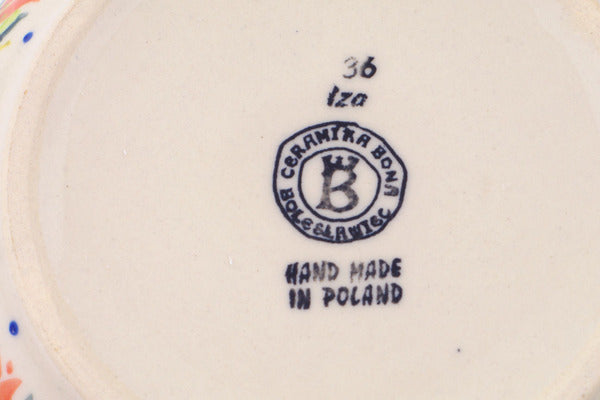 36
Iza
CERAMIKA BONA
B
BOLESLAWIEC
HAND MADE
IN POLAND